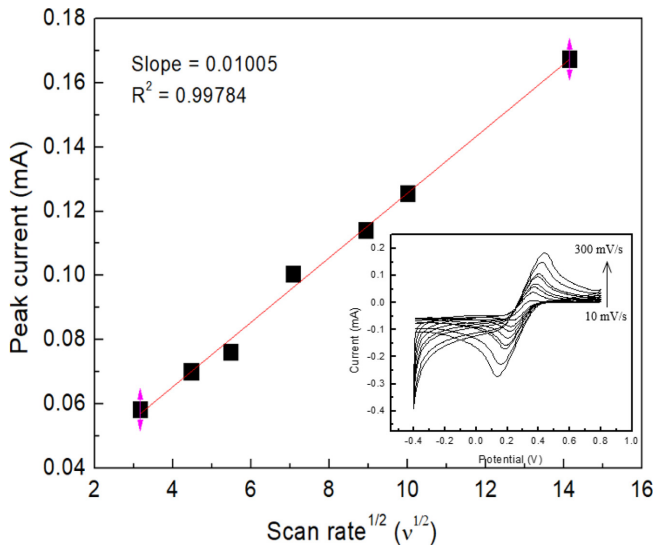 Slope = 0.01005
R² = 0.99784
0.18
0.16
0.14
0.12
0.10
0.08
0.06
0.04
Peak current (mA)
2 4 6 8 10 12 14 16
Scan rate^1/2 (ν^1/2)
300 mV/s
10 mV/s
0.2
0.1
0.0
-0.1
-0.2
-0.3
-0.4
Current (mA)
-0.4 -0.2 0.0 0.2 0.4 0.6 0.8 1.0
Potential (V)